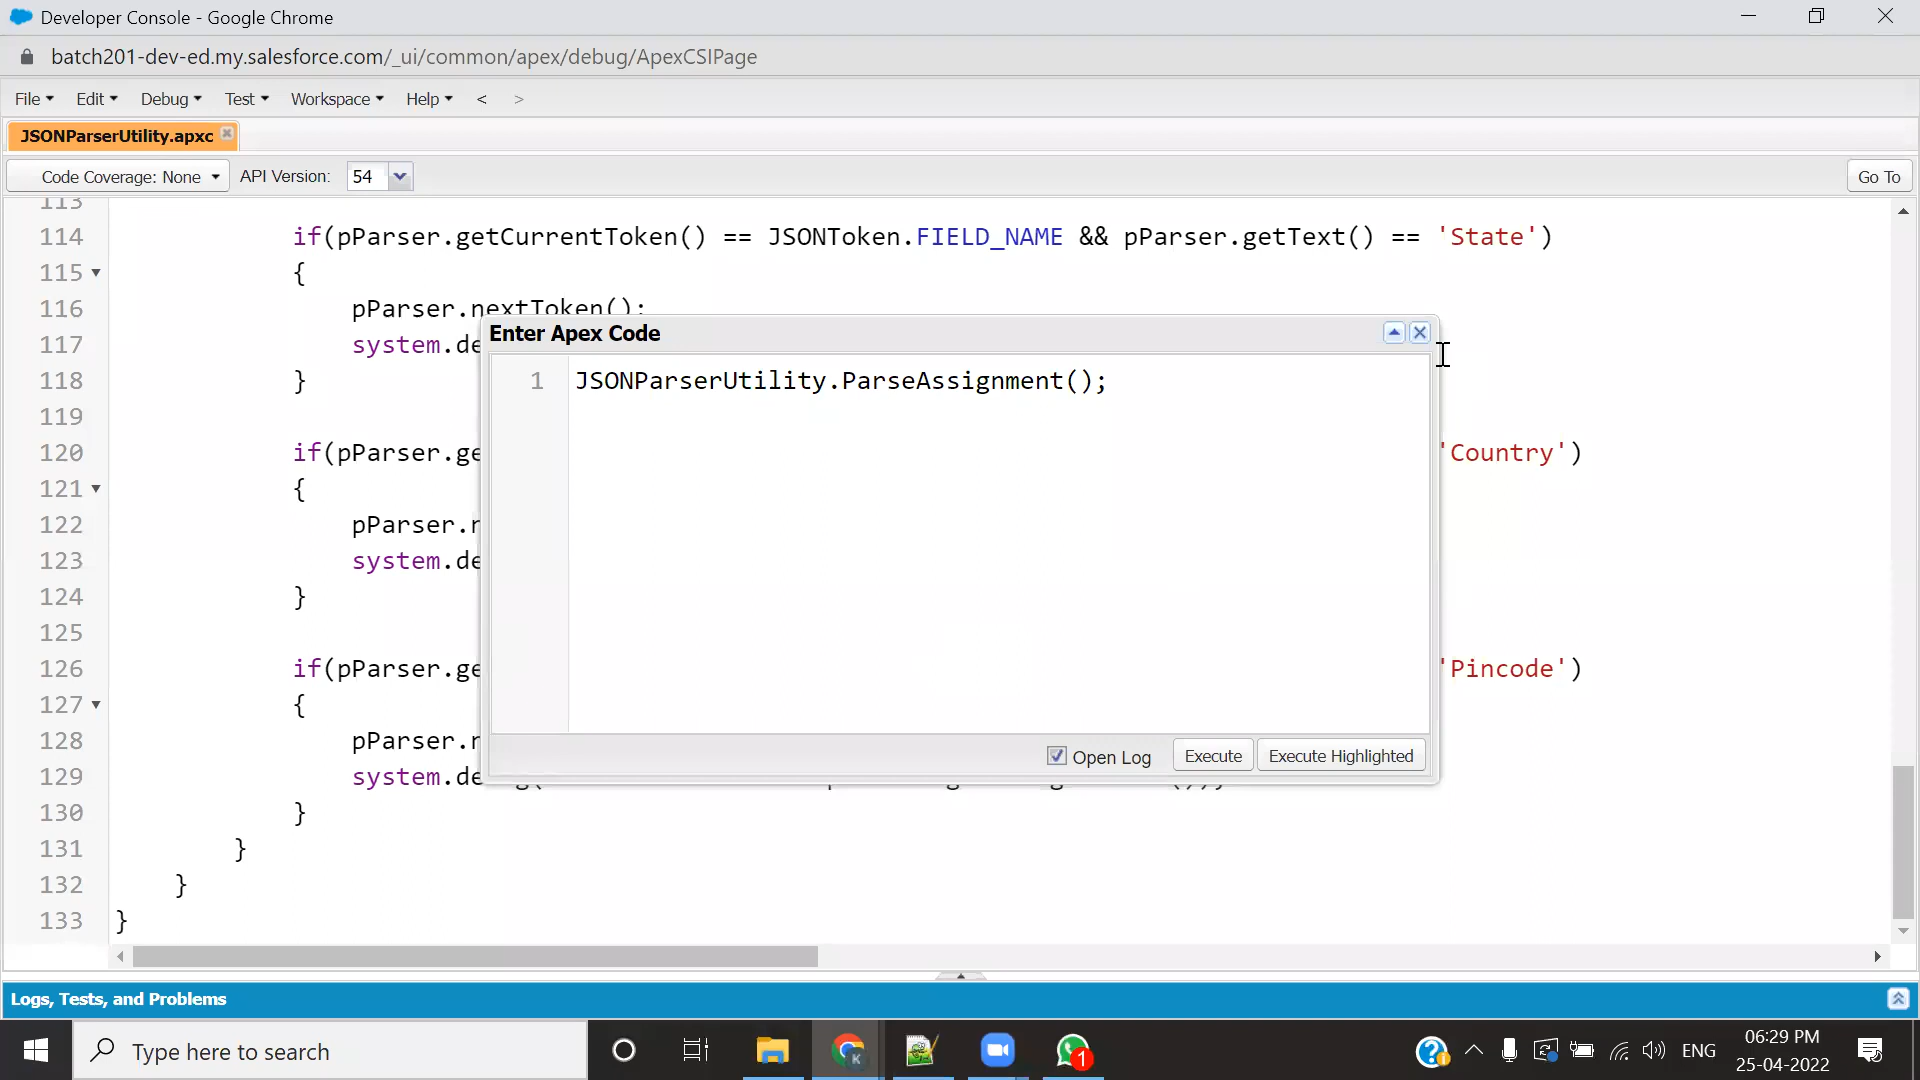 Developer Console - Google Chrome
batch201-dev-ed.my.salesforce.com/_ui/common/apex/debug/ApexCSIPage
File Edit Debug Test Workspace Help < >
JSONParserUtility.apxc
Code Coverage: None API Version: 54 Go To
113
114 if(pParser.getCurrentToken() == JSONToken.FIELD_NAME && pParser.getText() == 'State')
115 {
116 pParser.nextToken();
117 system.de
118 }
119
120 if(pParser.ge 'Country')
121 {
122 pParser.n
123 system.de
124 }
125
126 if(pParser.ge 'Pincode')
127 {
128 pParser.n
129 system.de
130 }
131 }
132 }
133 }
Enter Apex Code
1 JSONParserUtility.ParseAssignment();
Open Log Execute Execute Highlighted
Logs, Tests, and Problems
Type here to search
K
1
ENG
06:29 PM
25-04-2022